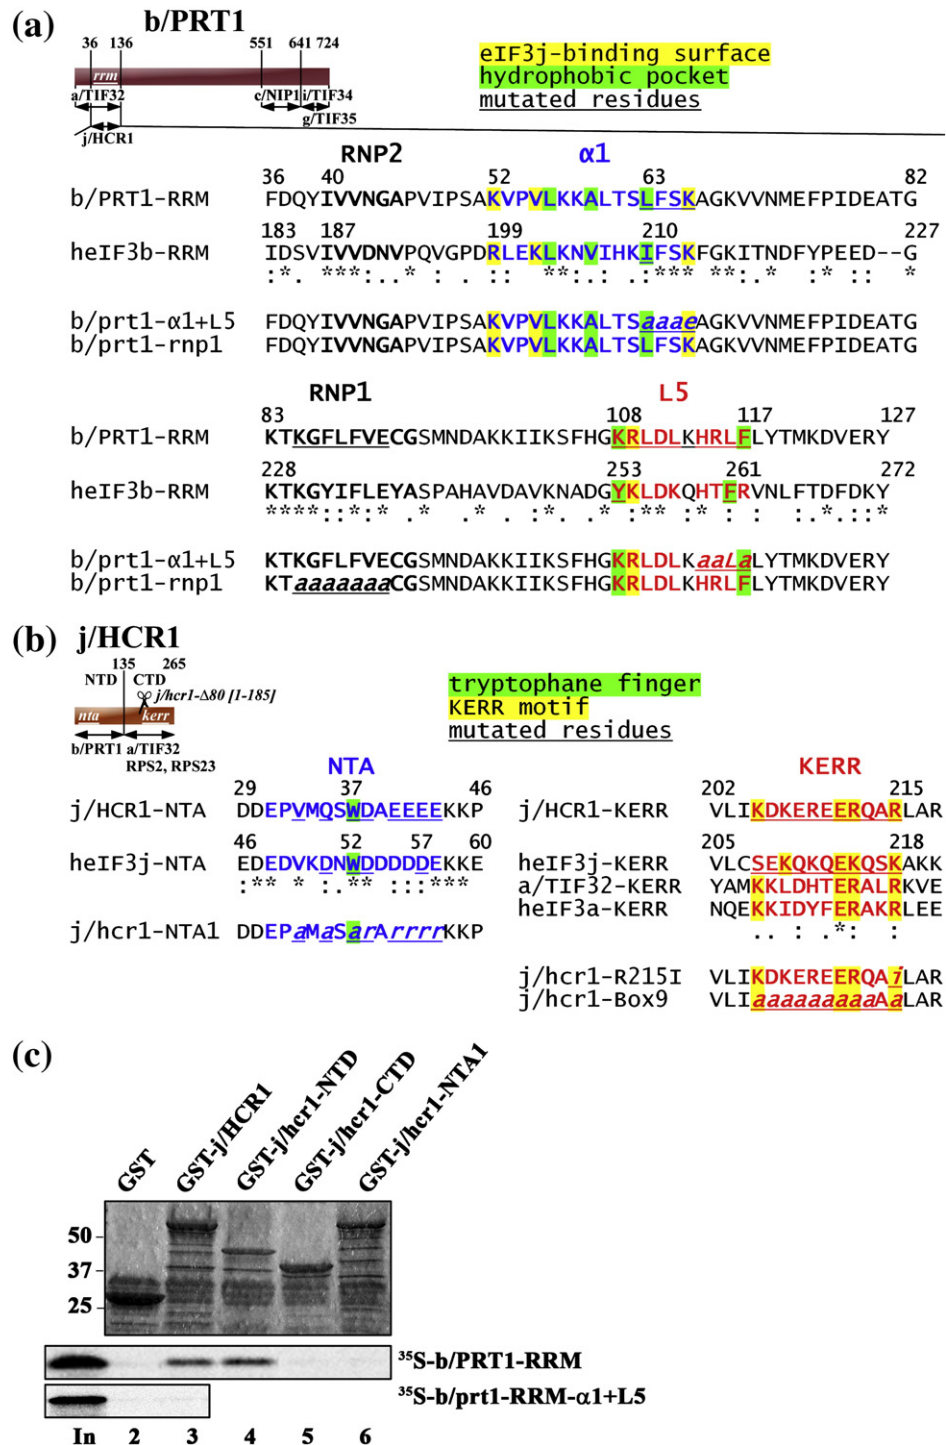 (a)
b/PRT1
36 136 551 641 724
rrm
a/TIF32 c/NIP1 i/TIF34
g/TIF35
j/HCR1
eIF3j-binding surface
hydrophobic pocket
mutated residues
RNP2 α1
36 40 52 63 82
b/PRT1-RRM FDQYIVVNGAPVIPSAKVPVLKKALTSLFSKAGKVVNMEFPIDEATG
183 187 199 210 227
heIF3b-RRM IDSVIVVDNVPQVGPDRLEKLKNVIHKIFSKFGKITNDFYPEED--G
b/prt1-α1+L5 FDQYIVVNGAPVIPSAKVPVLKKALTSaaaeAGKVVNMEFPIDEATG
b/prt1-rnp1 FDQYIVVNGAPVIPSAKVPVLKKALTSLFSKAGKVVNMEFPIDEATG
RNP1 L5
83 108 117 127
b/PRT1-RRM KTKGFLFVECGSMNDAKKIIKSFHGKRLDLKHRLFLYTMKDVERY
228 253 261 272
heIF3b-RRM KTKGYIFLEYASPAHAVDAVKNADGYKLDKQHTFRVNLFTDFDKY
b/prt1-α1+L5 KTKGFLFVECGSMNDAKKIIKSFHGKRLDLKaaLaLYTMKDVERY
b/prt1-rnp1 KTaaaaaaaCGSMNDAKKIIKSFHGKRLDLKHRLFLYTMKDVERY
(b)
j/HCR1
135 265
NTD CTD
j/hcr1-Δ80 [1-185]
nta kerr
b/PRT1 a/TIF32
RPS2, RPS23
tryptophane finger
KERR motif
mutated residues
NTA
29 37 46
j/HCR1-NTA DDEPVMQSWDAEEEEKKP
46 52 57 60
heIF3j-NTA EDEDVKDNWDDDDDEKKE
:** * :.** ::: ***.
j/hcr1-NTA1 DDEPaMaSarArrrrKKP
KERR
202 215
j/HCR1-KERR VLIKDKEREERQARLAR
205 218
heIF3j-KERR VLCSEKQKQEKQSKAKK
a/TIF32-KERR YAMKKLDHTERALRKVE
heIF3a-KERR NQEKKIDYFERAKRLEE
.. : *: :
j/hcr1-R215I VLIKDKEREERQAiLAR
j/hcr1-Box9 VLIaaaaaaaaaAaLAR
(c)
GST
GST-j/HCR1
GST-j/hcr1-NTD
GST-j/hcr1-CTD
GST-j/hcr1-NTA1
50
37
25
35S-b/PRT1-RRM
35S-b/prt1-RRM-α1+L5
In 2 3 4 5 6